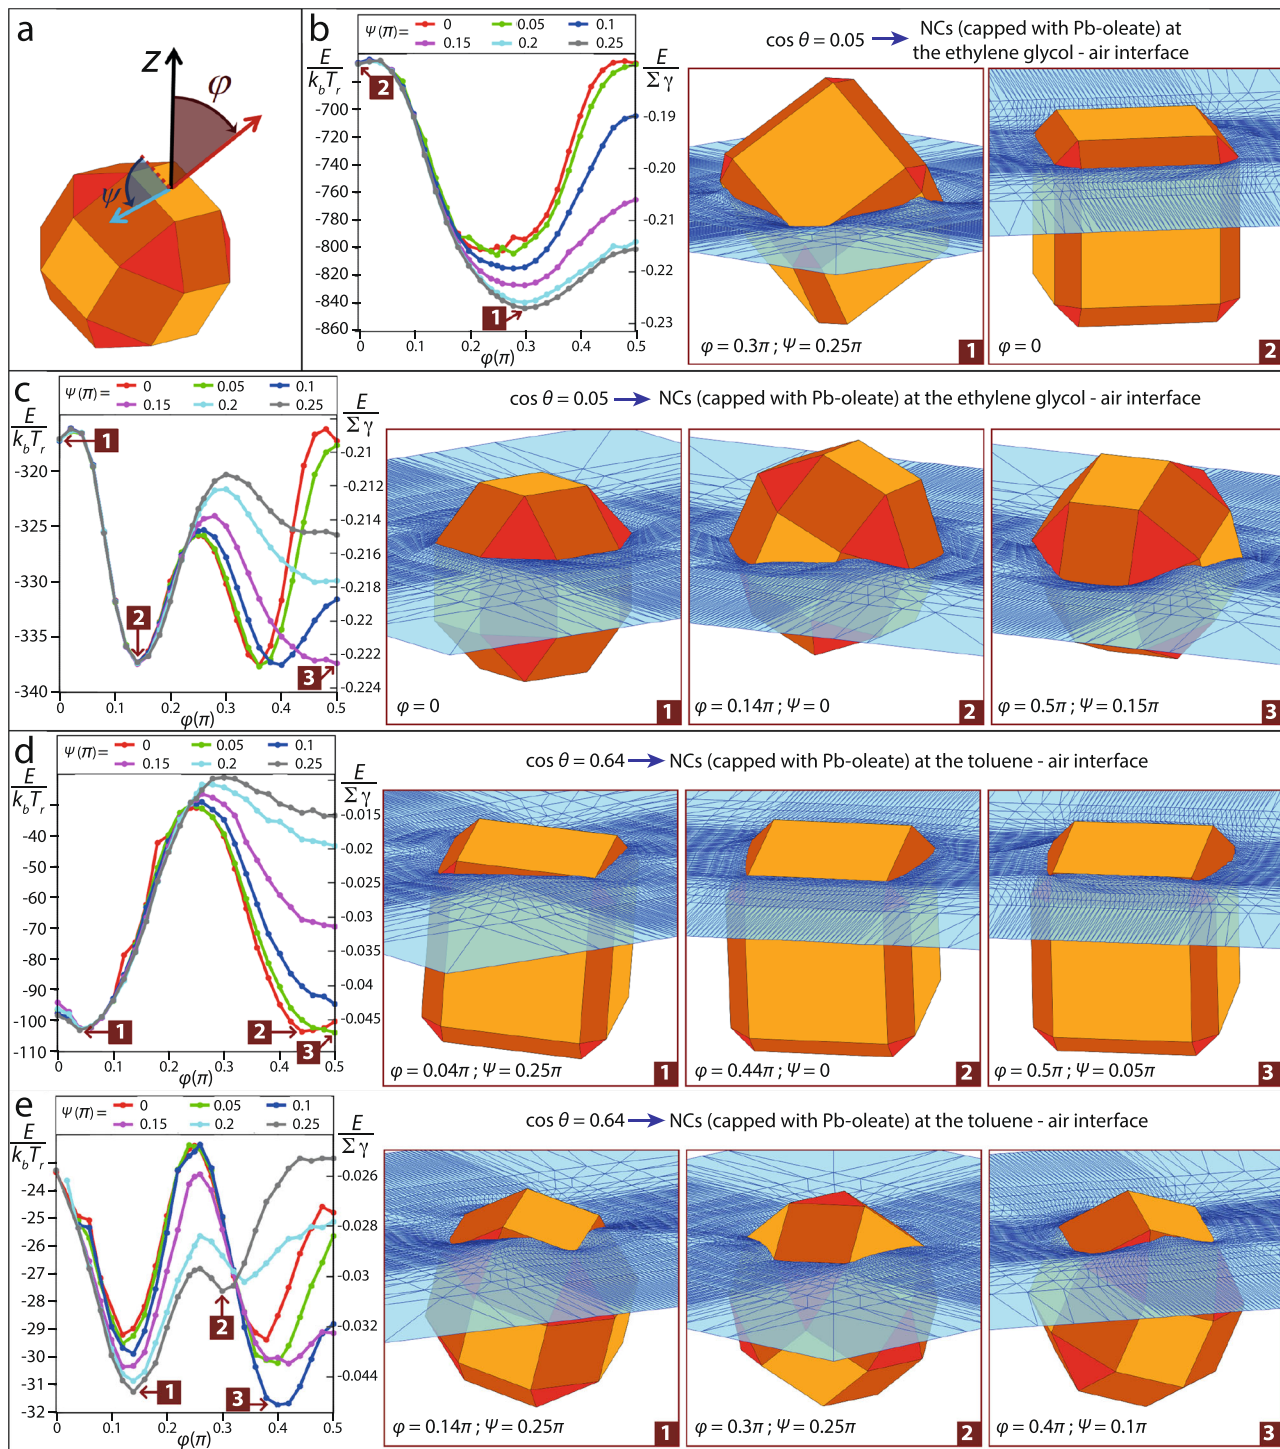 a
Z
φ
ψ
b
Ψ(π)= 0 0.05 0.1
0.15 0.2 0.25
E
k_bT_r
E
Σγ
-700
-720
-740
-760
-780
-800
-820
-840
-860
-0.19
-0.20
-0.21
-0.22
-0.23
2
1
0 0.1 0.2 0.3 0.4 0.5
φ(π)
cos θ = 0.05 NCs (capped with Pb-oleate) at
the ethylene glycol - air interface
φ = 0.3π ; Ψ = 0.25π
1
φ = 0
2
c
Ψ(π)= 0 0.05 0.1
0.15 0.2 0.25
E
k_bT_r
E
Σγ
-320
-325
-330
-335
-340
-0.21
-0.212
-0.214
-0.216
-0.218
-0.22
-0.222
-0.224
1
2
3
0 0.1 0.2 0.3 0.4 0.5
φ(π)
cos θ = 0.05 NCs (capped with Pb-oleate) at the ethylene glycol - air interface
φ = 0
1
φ = 0.14π ; Ψ = 0
2
φ = 0.5π ; Ψ = 0.15π
3
d
Ψ(π)= 0 0.05 0.1
0.15 0.2 0.25
E
k_bT_r
E
Σγ
-40
-50
-60
-70
-80
-90
-100
-110
-0.015
-0.02
-0.025
-0.03
-0.035
-0.04
-0.045
1
2
3
0 0.1 0.2 0.3 0.4 0.5
φ(π)
cos θ = 0.64 NCs (capped with Pb-oleate) at the toluene - air interface
φ = 0.04π ; Ψ = 0.25π
1
φ = 0.44π ; Ψ = 0
2
φ = 0.5π ; Ψ = 0.05π
3
e
Ψ(π)= 0 0.05 0.1
0.15 0.2 0.25
E
k_bT_r
E
Σγ
-24
-25
-26
-27
-28
-29
-30
-31
-32
-0.026
-0.028
-0.03
-0.032
-0.044
1
2
3
0 0.1 0.2 0.3 0.4 0.5
φ(π)
cos θ = 0.64 NCs (capped with Pb-oleate) at the toluene - air interface
φ = 0.14π ; Ψ = 0.25π
1
φ = 0.3π ; Ψ = 0.25π
2
φ = 0.4π ; Ψ = 0.1π
3